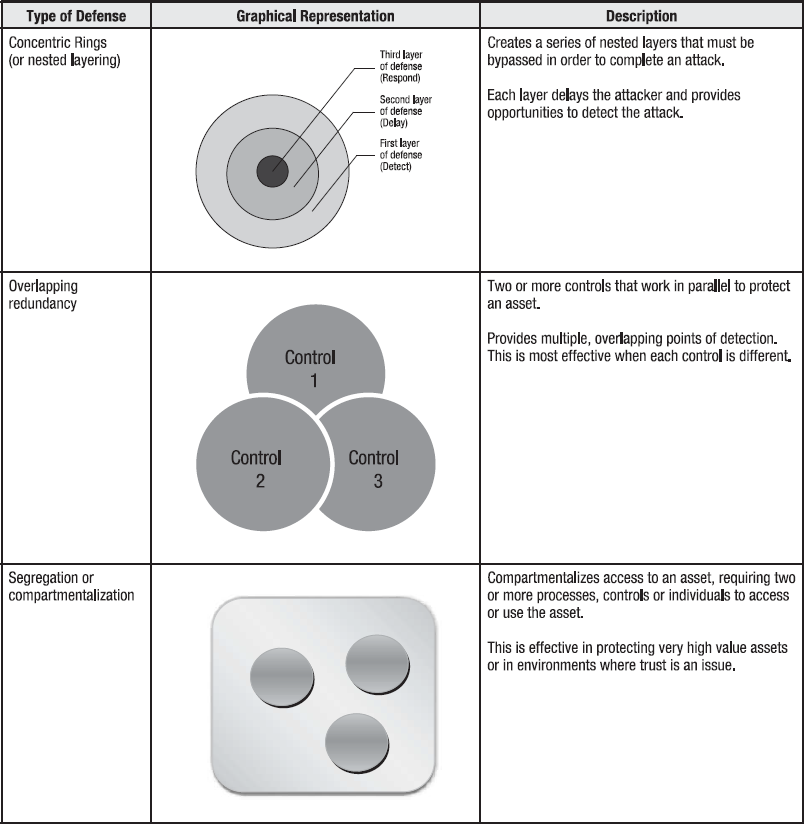 Type of Defense
Graphical Representation
Description
Concentric Rings
(or nested layering)
Third layer
of defense
(Respond)
Second layer
of defense
(Delay)
First layer
of defense
(Detect)
Creates a series of nested layers that must be
bypassed in order to complete an attack.
Each layer delays the attacker and provides
opportunities to detect the attack.
Overlapping
redundancy
Control
1
Control
2
Control
3
Two or more controls that work in parallel to protect
an asset.
Provides multiple, overlapping points of detection.
This is most effective when each control is different.
Segregation or
compartmentalization
Compartmentalizes access to an asset, requiring two
or more processes, controls or individuals to access
or use the asset.
This is effective in protecting very high value assets
or in environments where trust is an issue.